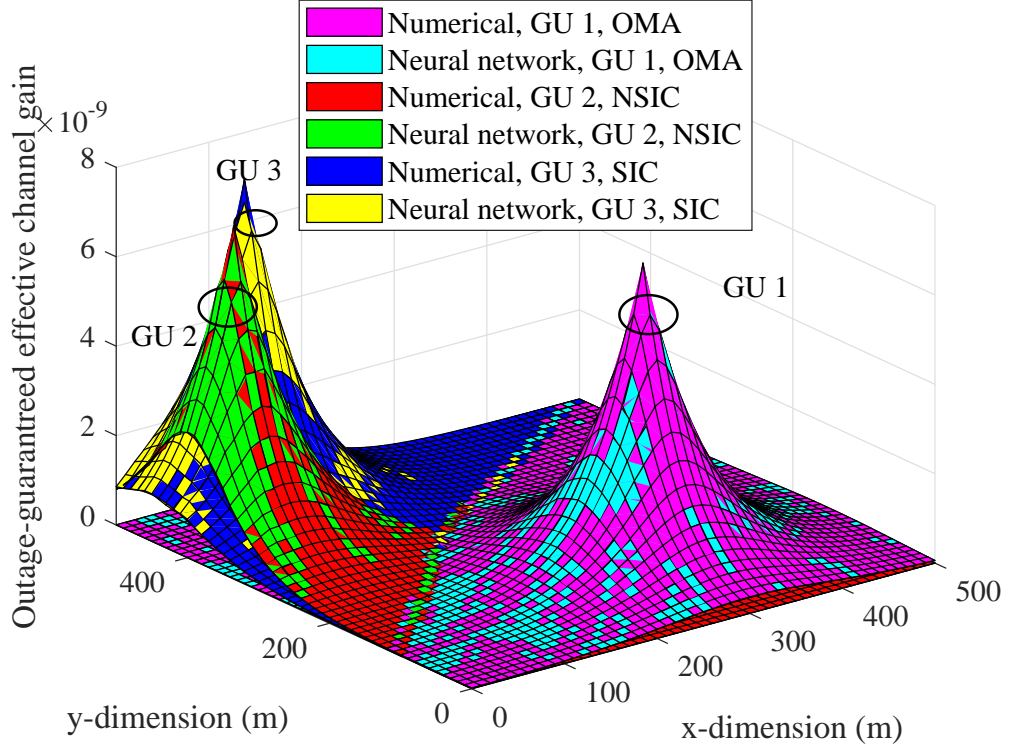 Numerical, GU 1, OMA
Neural network, GU 1, OMA
Numerical, GU 2, NSIC
Neural network, GU 2, NSIC
Numerical, GU 3, SIC
Neural network, GU 3, SIC
×10^-9
8
6
4
2
0
Outage-guarantreed effective channel gain
GU 3
GU 2
GU 1
400
200
0
y-dimension (m)
0
100
200
300
400
500
x-dimension (m)